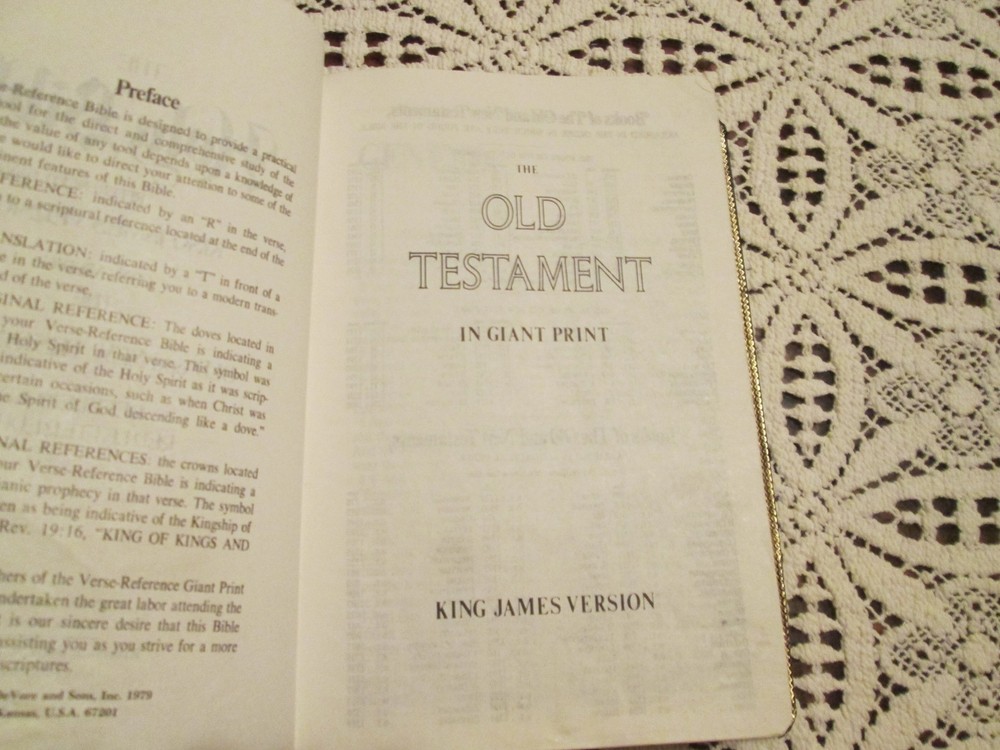 Preface
e-Reference Bible is designed to provide a practical
ool for the direct and comprehensive study of the
the value of any tool depends upon a knowledge of
e would like to direct your attention to some of the
inent features of this Bible.
FERENCE: indicated by an "R" in the verse,
to a scriptural reference located at the end of the
NSLATION: indicated by a "T" in front of a
e in the verse, referring you to a modern trans-
d of the verse.
GINAL REFERENCE: The doves located in
your Verse-Reference Bible is indicating a
Holy Spirit in that verse. This symbol was
indicative of the Holy Spirit as it was scrip-
ertain occasions, such as when Christ was
e Spirit of God descending like a dove."
NAL REFERENCES: the crowns located
our Verse-Reference Bible is indicating a
anic prophecy in that verse. The symbol
en as being indicative of the Kingship of
Rev. 19:16, "KING OF KINGS AND
hers of the Verse-Reference Giant Print
ndertaken the great labor attending the
t is our sincere desire that this Bible
assisting you as you strive for a more
scriptures.
DeVore and Sons, Inc. 1979
Kansas, U.S.A. 67201
THE
OLD
TESTAMENT
IN GIANT PRINT
KING JAMES VERSION